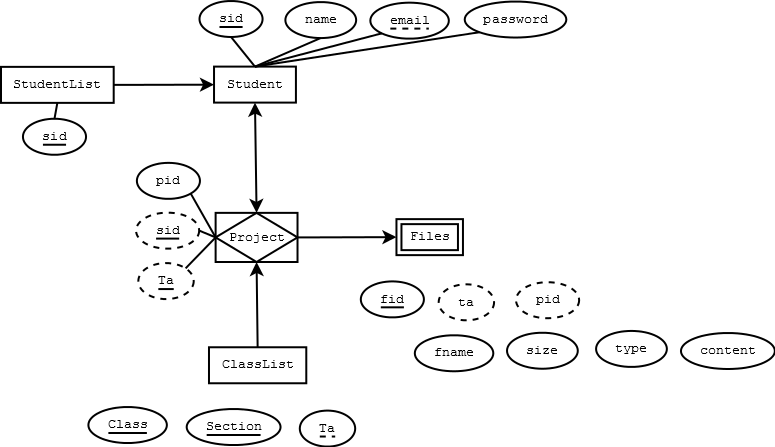 sid
name
email
password
StudentList
Student
sid
pid
sid
Project
Files
Ta
fid
ta
pid
fname
size
type
content
ClassList
Class
Section
Ta